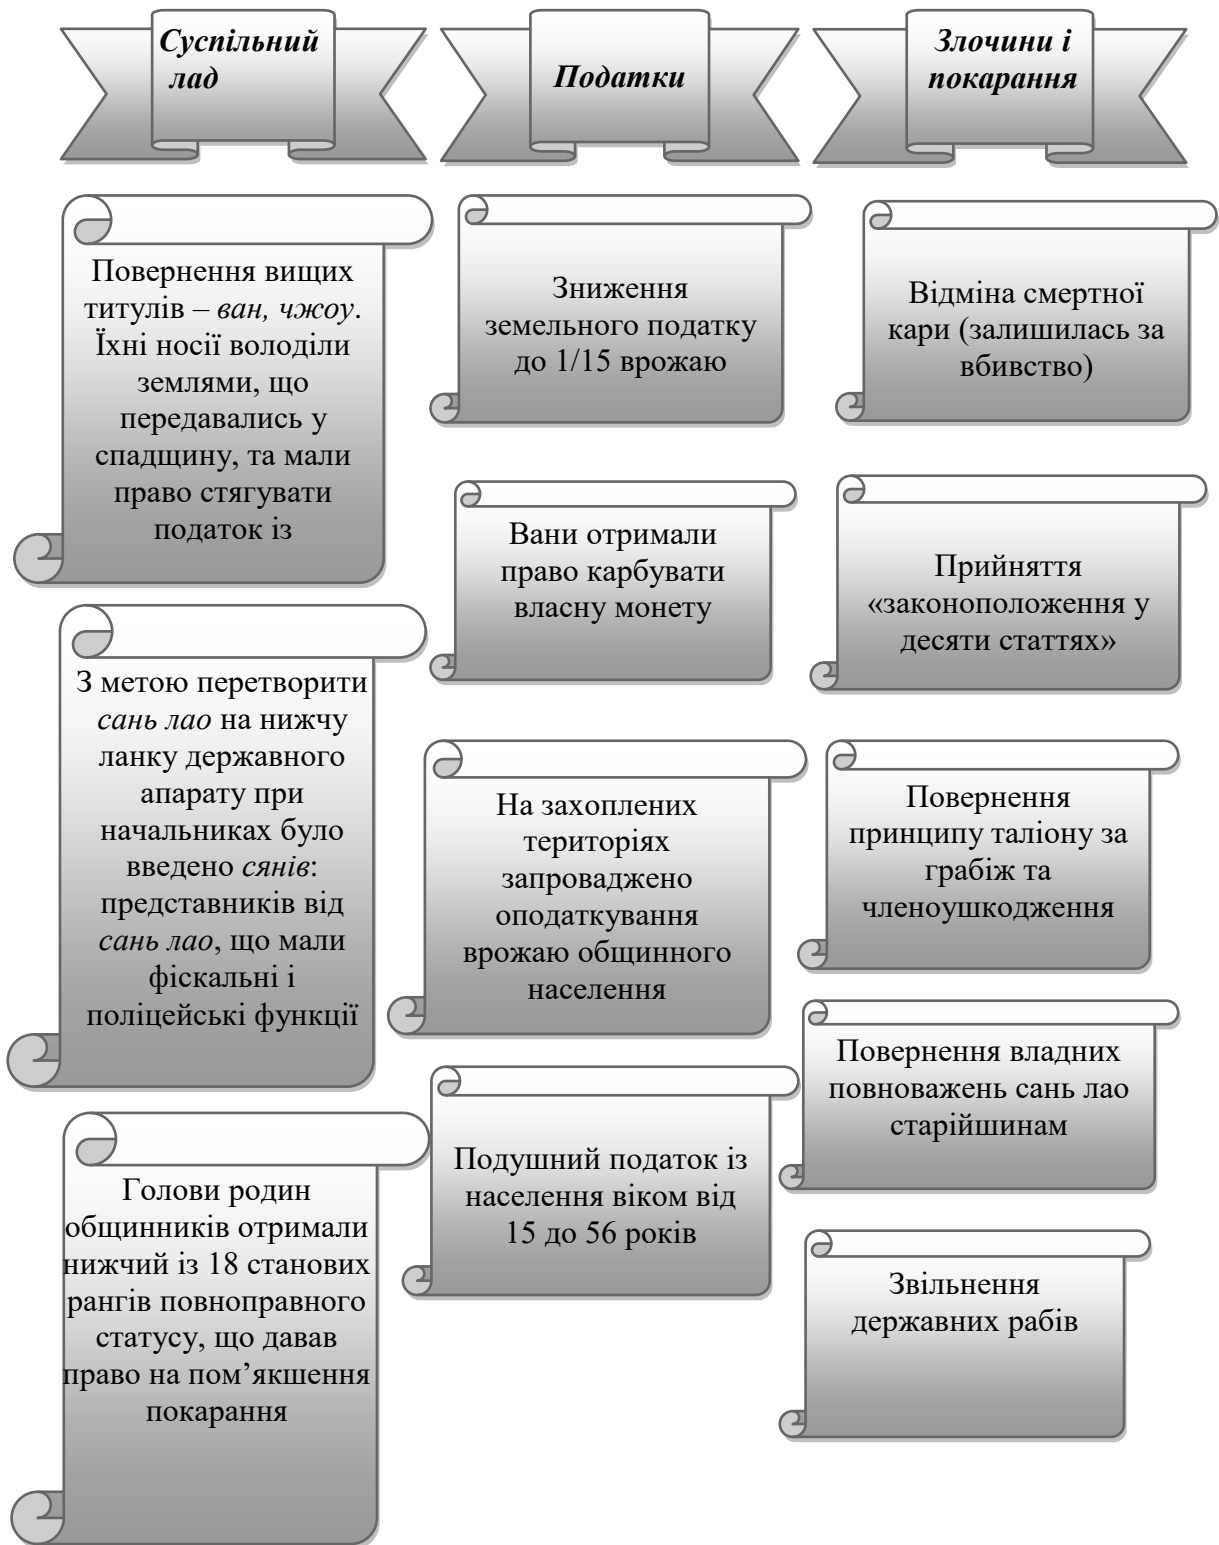 Суспільний
лад
Повернення вищих
титулів – ван, чжоу.
Їхні носії володіли
землями, що
передавались у
спадщину, та мали
право стягувати
податок із
З метою перетворити
сань лао на нижчу
ланку державного
апарату при
начальниках було
введено сянів:
представників від
сань лао, що мали
фіскальні і
поліцейські функції
Голови родин
общинників отримали
нижчий із 18 станових
рангів повноправного
статусу, що давав
право на пом’якшення
покарання
Податки
Зниження
земельного податку
до 1/15 врожаю
Вани отримали
право карбувати
власну монету
На захоплених
територіях
запроваджено
оподаткування
врожаю общинного
населення
Подушний податок із
населення віком від
15 до 56 років
Злочини і
покарання
Відміна смертної
кари (залишилась за
вбивство)
Прийняття
«законоположення у
десяти статтях»
Повернення
принципу таліону за
грабіж та
членоушкодження
Повернення владних
повноважень сань лао
старійшинам
Звільнення
державних рабів